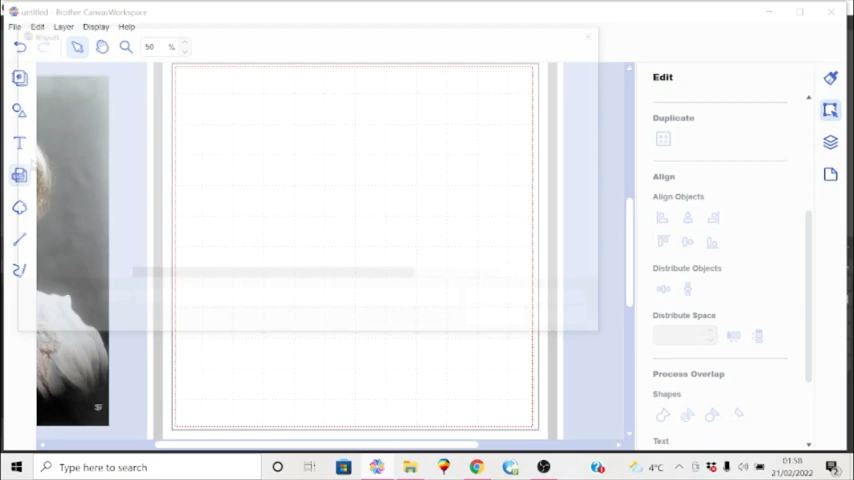 untitled - Brother CanvasWorkspace
File Edit Layer Display Help
Import
50 %
Edit
Duplicate
Align
Align Objects
Distribute Objects
Distribute Space
Process Overlap
Shapes
Text
Type here to search
4°C
01:58
21/02/2022